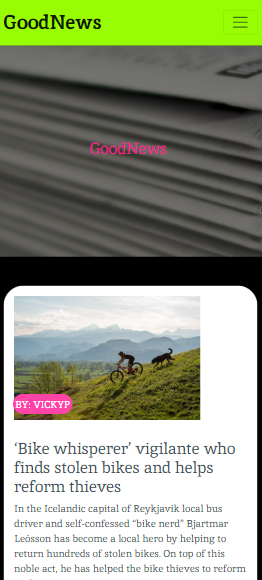 GoodNews
GoodNews
BY: VICKYP
‘Bike whisperer’ vigilante who
finds stolen bikes and helps
reform thieves
In the Icelandic capital of Reykjavik local bus
driver and self-confessed “bike nerd” Bjartmar
Leósson has become a local hero by helping to
return hundreds of stolen bikes. On top of this
noble act, he has helped the bike thieves to reform